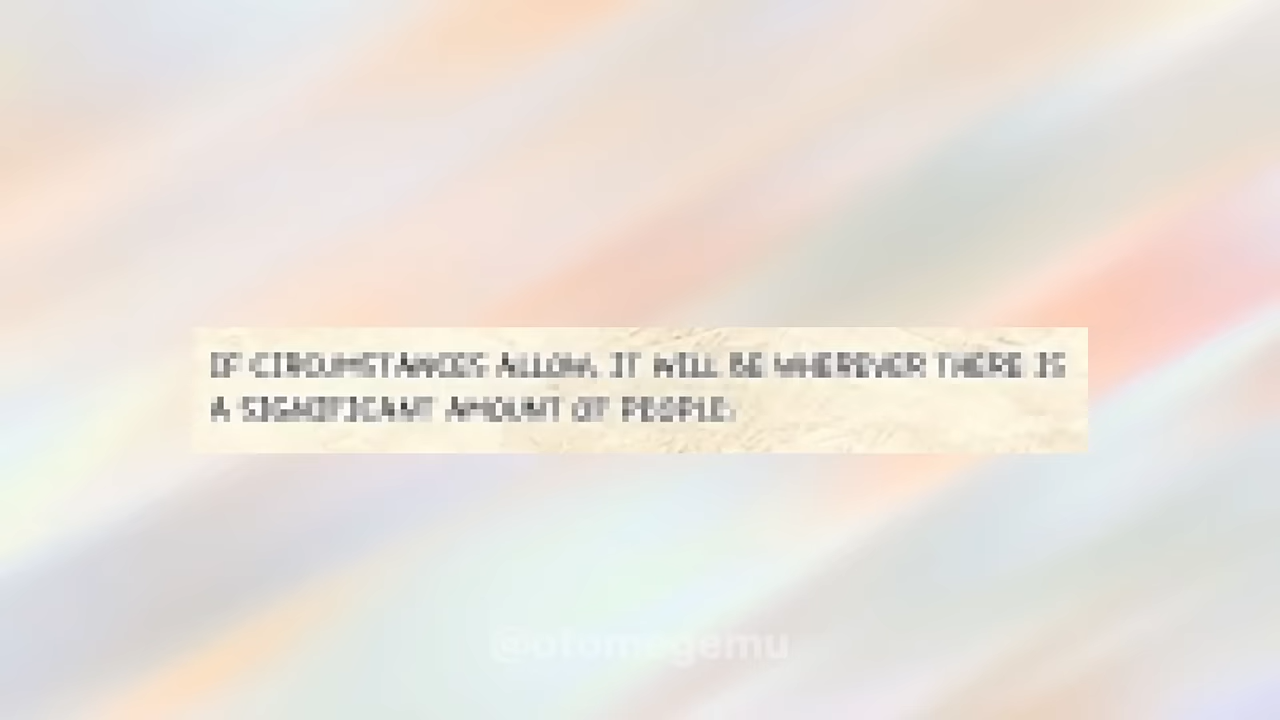 IF CIRCUMSTANCES ALLOW, IT WILL BE WHEREVER THERE IS
A SIGNIFICANT AMOUNT OF PEOPLE.
@otomegemu